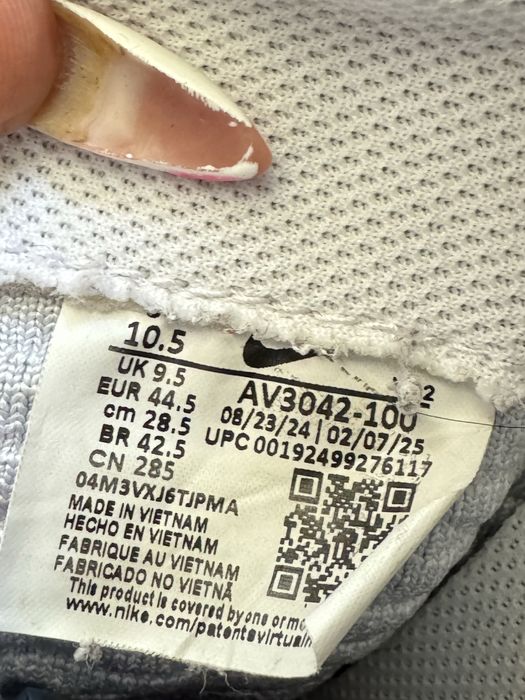 10.5
2
UK 9.5
EUR 44.5
cm 28.5
BR 42.5
CN 285
AV3042-100
08/23/24 | 02/07/25
UPC 00192499276117
04M3VXJ6TJPMA
MADE IN VIETNAM
HECHO EN VIETNAM
FABRIQUE AU VIETNAM
FABRICADO NO VIETNÃ
This product is covered by one or mo
www.nike.com/patentsvirtualm